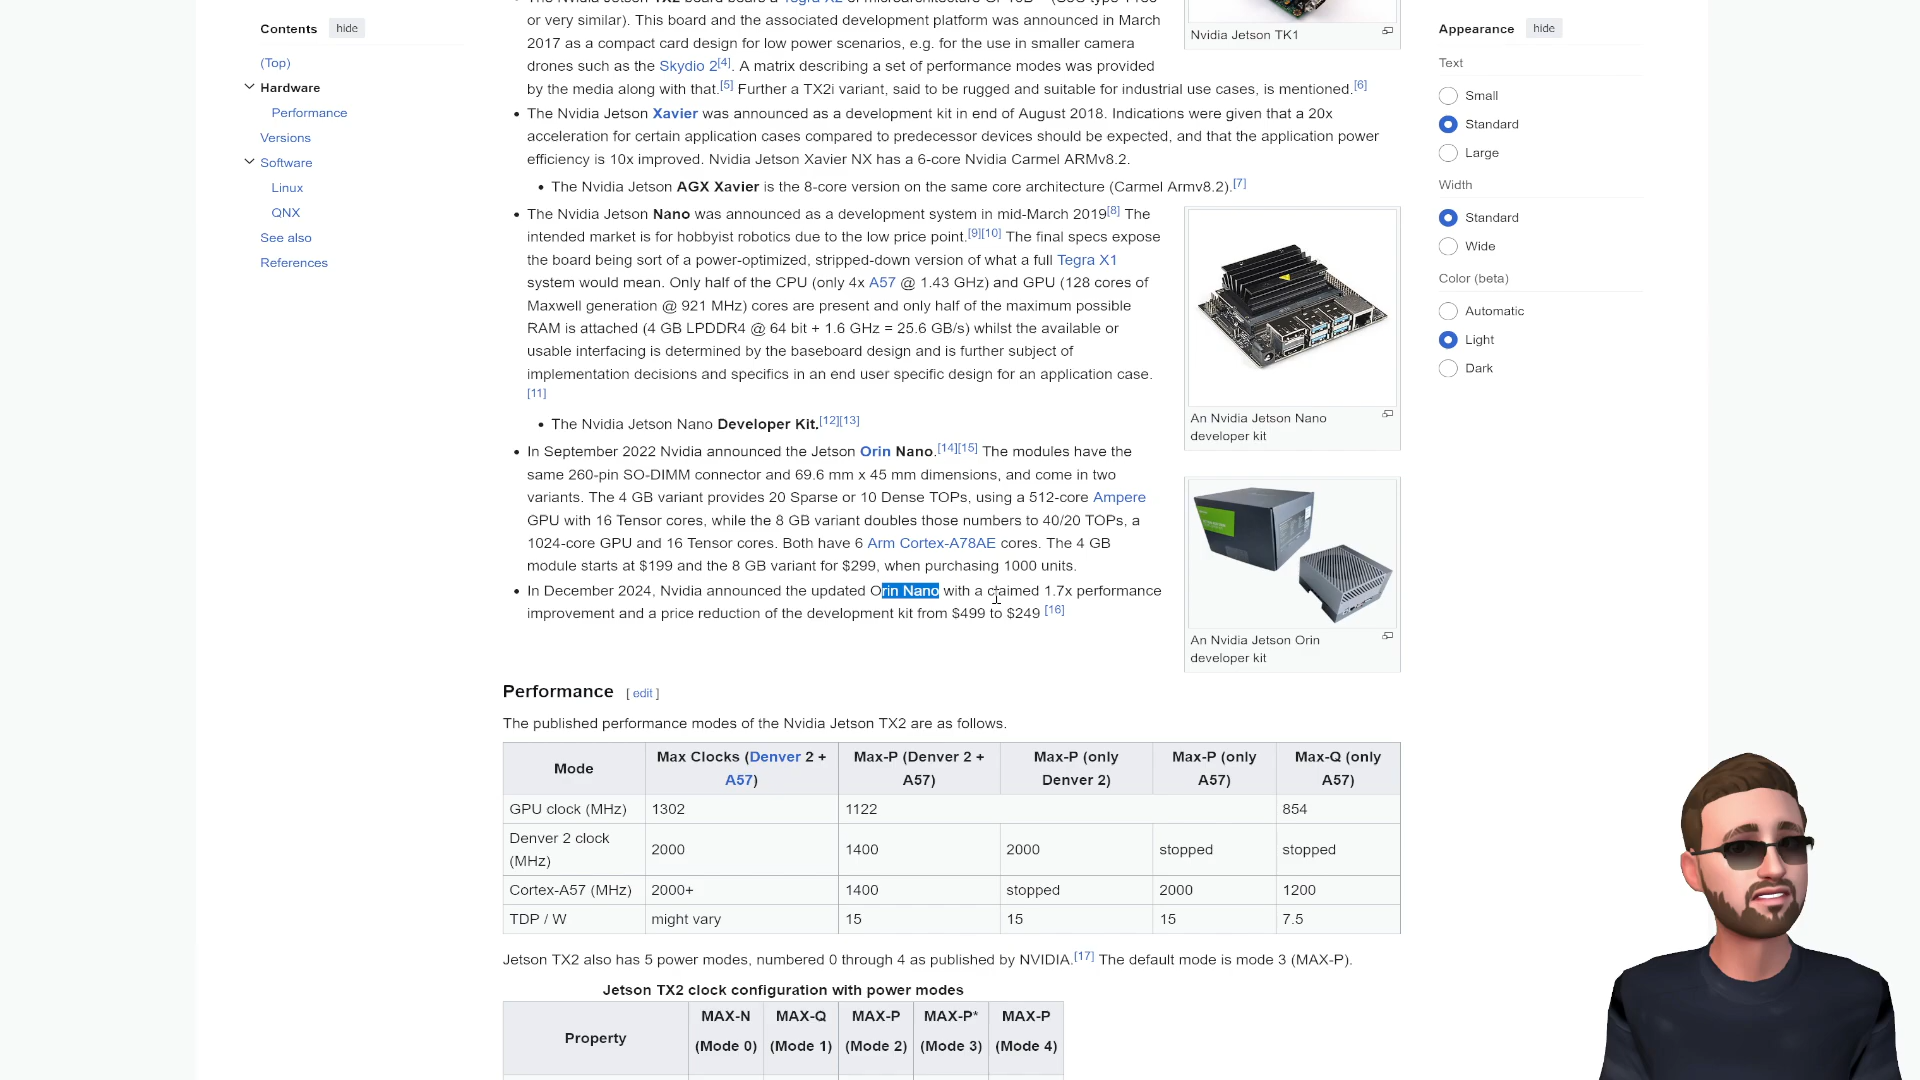 Contents hide
(Top)
Hardware
Performance
Versions
Software
Linux
QNX
See also
References
or very similar). This board and the associated development platform was announced in March
2017 as a compact card design for low power scenarios, e.g. for the use in smaller camera
drones such as the Skydio 2[4]. A matrix describing a set of performance modes was provided
by the media along with that.[5] Further a TX2i variant, said to be rugged and suitable for industrial use cases, is mentioned.[6]
• The Nvidia Jetson Xavier was announced as a development kit in end of August 2018. Indications were given that a 20x
acceleration for certain application cases compared to predecessor devices should be expected, and that the application power
efficiency is 10x improved. Nvidia Jetson Xavier NX has a 6-core Nvidia Carmel ARMv8.2.
• The Nvidia Jetson AGX Xavier is the 8-core version on the same core architecture (Carmel Armv8.2).[7]
• The Nvidia Jetson Nano was announced as a development system in mid-March 2019[8] The
intended market is for hobbyist robotics due to the low price point.[9][10] The final specs expose
the board being sort of a power-optimized, stripped-down version of what a full Tegra X1
system would mean. Only half of the CPU (only 4x A57 @ 1.43 GHz) and GPU (128 cores of
Maxwell generation @ 921 MHz) cores are present and only half of the maximum possible
RAM is attached (4 GB LPDDR4 @ 64 bit + 1.6 GHz = 25.6 GB/s) whilst the available or
usable interfacing is determined by the baseboard design and is further subject of
implementation decisions and specifics in an end user specific design for an application case.
[11]
• The Nvidia Jetson Nano Developer Kit.[12][13]
• In September 2022 Nvidia announced the Jetson Orin Nano.[14][15] The modules have the
same 260-pin SO-DIMM connector and 69.6 mm x 45 mm dimensions, and come in two
variants. The 4 GB variant provides 20 Sparse or 10 Dense TOPs, using a 512-core Ampere
GPU with 16 Tensor cores, while the 8 GB variant doubles those numbers to 40/20 TOPs, a
1024-core GPU and 16 Tensor cores. Both have 6 Arm Cortex-A78AE cores. The 4 GB
module starts at $199 and the 8 GB variant for $299, when purchasing 1000 units.
• In December 2024, Nvidia announced the updated Orin Nano with a claimed 1.7x performance
improvement and a price reduction of the development kit from $499 to $249 [16]
Nvidia Jetson TK1
An Nvidia Jetson Nano
developer kit
An Nvidia Jetson Orin
developer kit
Performance [ edit ]
The published performance modes of the Nvidia Jetson TX2 are as follows.
Mode Max Clocks (Denver 2 + A57) Max-P (Denver 2 + A57) Max-P (only Denver 2) Max-P (only A57) Max-Q (only A57)
GPU clock (MHz) 1302 1122 854
Denver 2 clock (MHz) 2000 1400 2000 stopped stopped
Cortex-A57 (MHz) 2000+ 1400 stopped 2000 1200
TDP / W might vary 15 15 15 7.5
Jetson TX2 also has 5 power modes, numbered 0 through 4 as published by NVIDIA.[17] The default mode is mode 3 (MAX-P).
Jetson TX2 clock configuration with power modes
Property MAX-N (Mode 0) MAX-Q (Mode 1) MAX-P (Mode 2) MAX-P* (Mode 3) MAX-P (Mode 4)
Appearance hide
Text
Small
Standard
Large
Width
Standard
Wide
Color (beta)
Automatic
Light
Dark